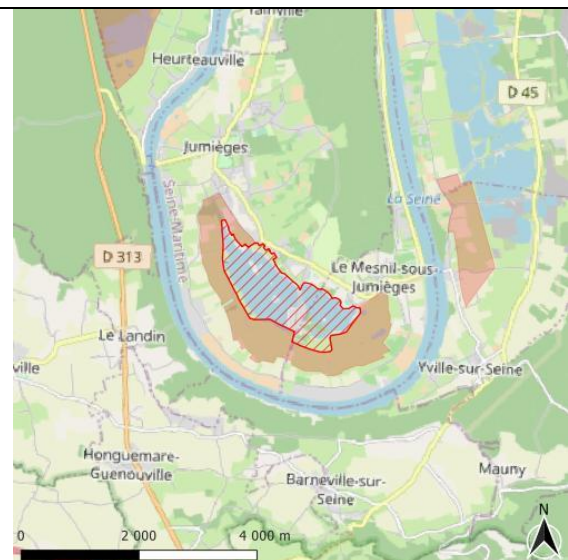 Yainville
Heurteauville
D 45
Jumièges
La Seine
Seine-Maritime
D 313
Le Mesnil-sous-
Jumièges
Le Landin
ville
Yville-sur-Seine
Honguemare-
Guenouville
Mauny
Barneville-sur-
Seine
0
2 000
4 000 m
N